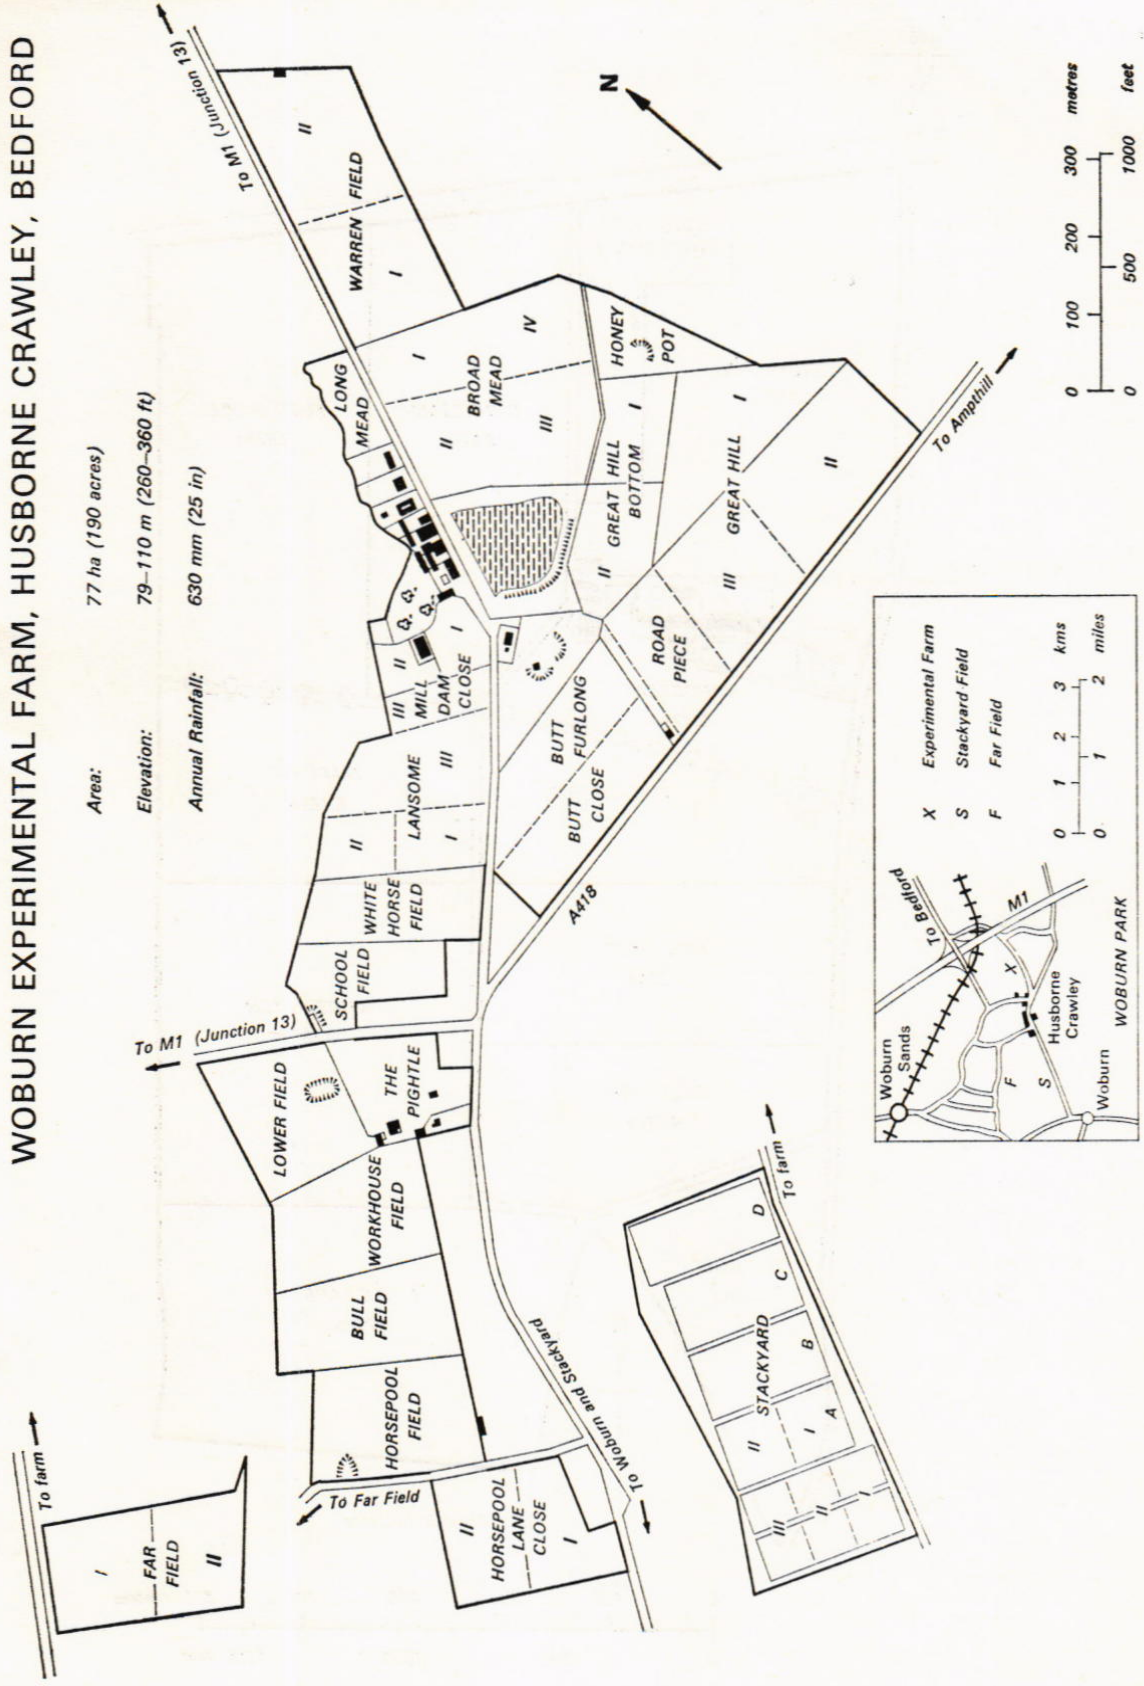 WOBURN EXPERIMENTAL FARM, HUSBORNE CRAWLEY, BEDFORD
Area: 77 ha (190 acres)
Elevation: 79–110 m (260–360 ft)
Annual Rainfall: 630 mm (25 in)
To farm
I
FAR
FIELD
II
To Far Field
HORSEPOOL
FIELD
II
HORSEPOOL
LANE
CLOSE
I
BULL
FIELD
WORKHOUSE
FIELD
LOWER FIELD
THE
PIGHTLE
To M1 (Junction 13)
SCHOOL
FIELD
WHITE
HORSE
FIELD
II
LANSOME
I
III
III
II
MILL
DAM
CLOSE
I
LONG
MEAD
To M1 (Junction 13)
WARREN FIELD
I
II
I
BROAD
MEAD
II
III
IV
HONEY
POT
GREAT HILL
BOTTOM
I
II
GREAT HILL
I
II
III
ROAD
PIECE
BUTT
FURLONG
BUTT
CLOSE
A418
To Ampthill
To Woburn and Stackyard
STACKYARD
III
II
I
II
I
A
B
C
D
To farm
N
0 100 200 300 metres
0 500 1000 feet
Woburn
Sands
To Bedford
M1
X
F
S
Husborne
Crawley
Woburn
WOBURN PARK
X Experimental Farm
S Stackyard Field
F Far Field
0 1 2 3 kms
0 1 2 miles